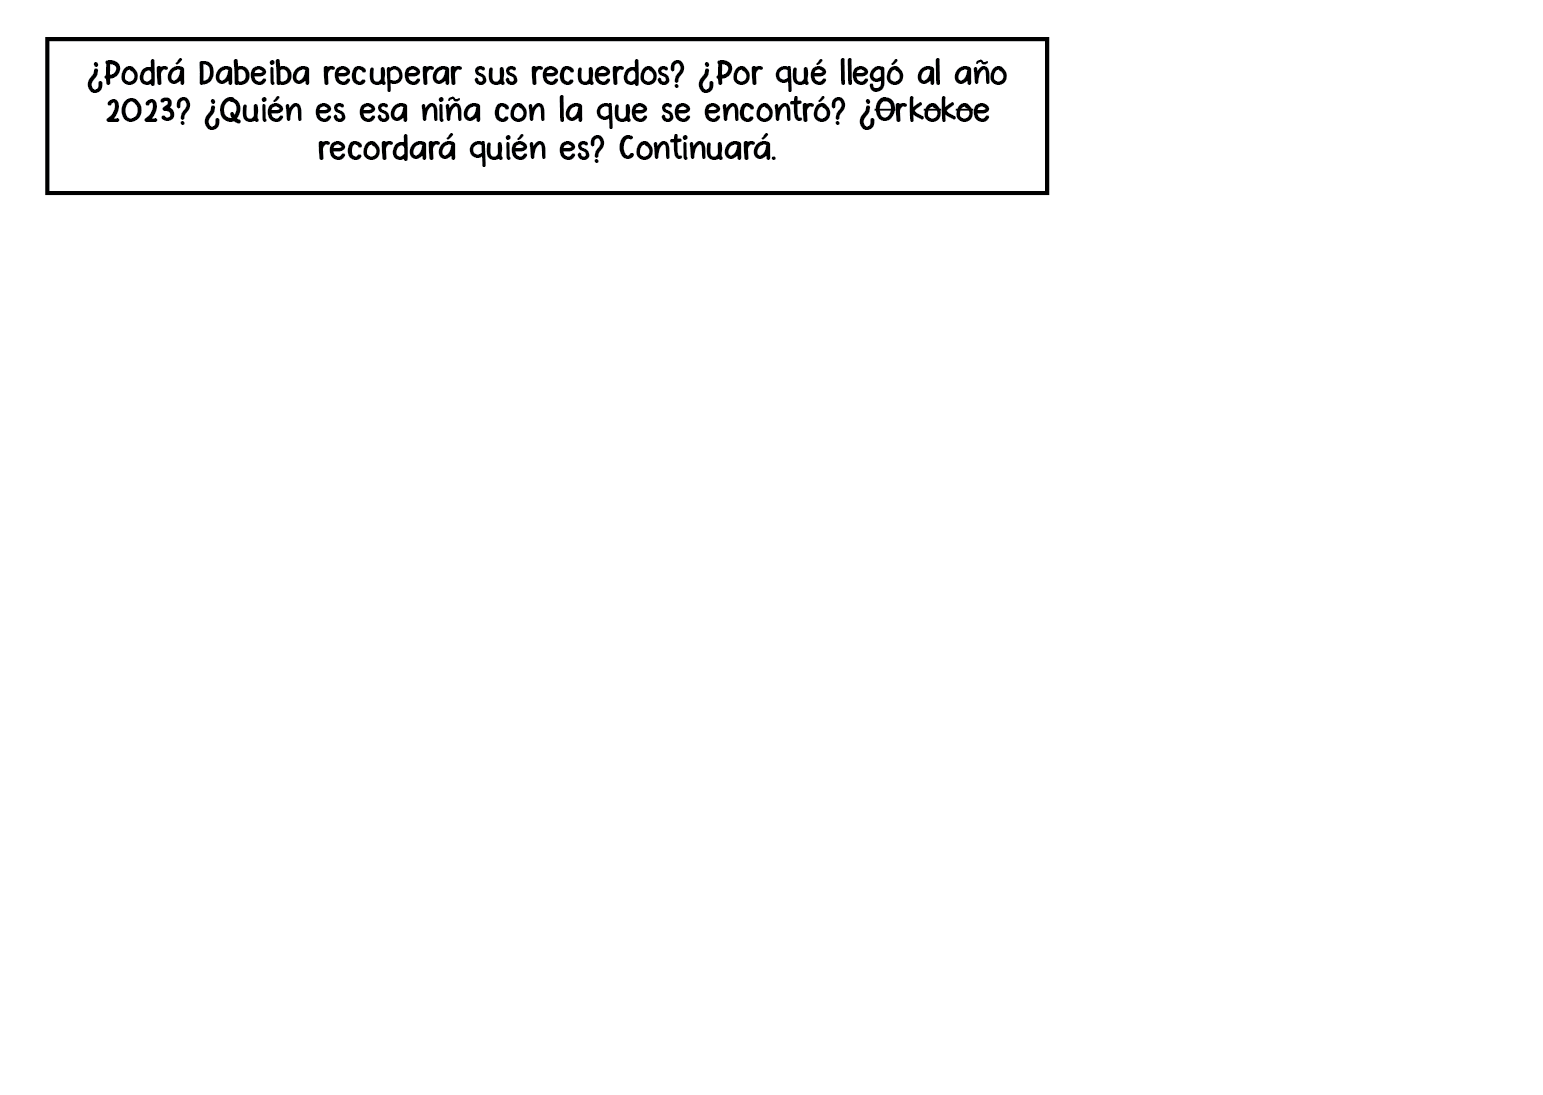 ¿Podrá Dabeiba recuperar sus recuerdos? ¿Por qué llegó al año
2023? ¿Quién es esa niña con la que se encontró? ¿Ɵrkɵkɵe
recordará quién es? Continuará.